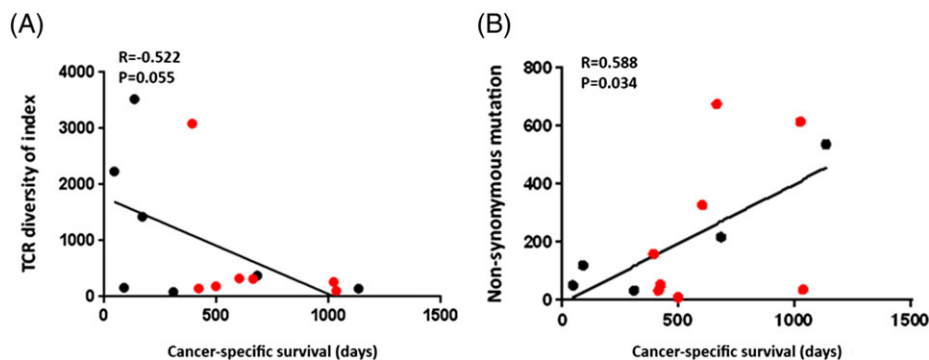 (A)
R=-0.522
P=0.055
4000
3000
2000
1000
0
TCR diversity of index
0
500
1000
1500
Cancer-specific survival (days)
(B)
R=0.588
P=0.034
800
600
400
200
0
Non-synonymous mutation
0
500
1000
1500
Cancer-specific survival (days)